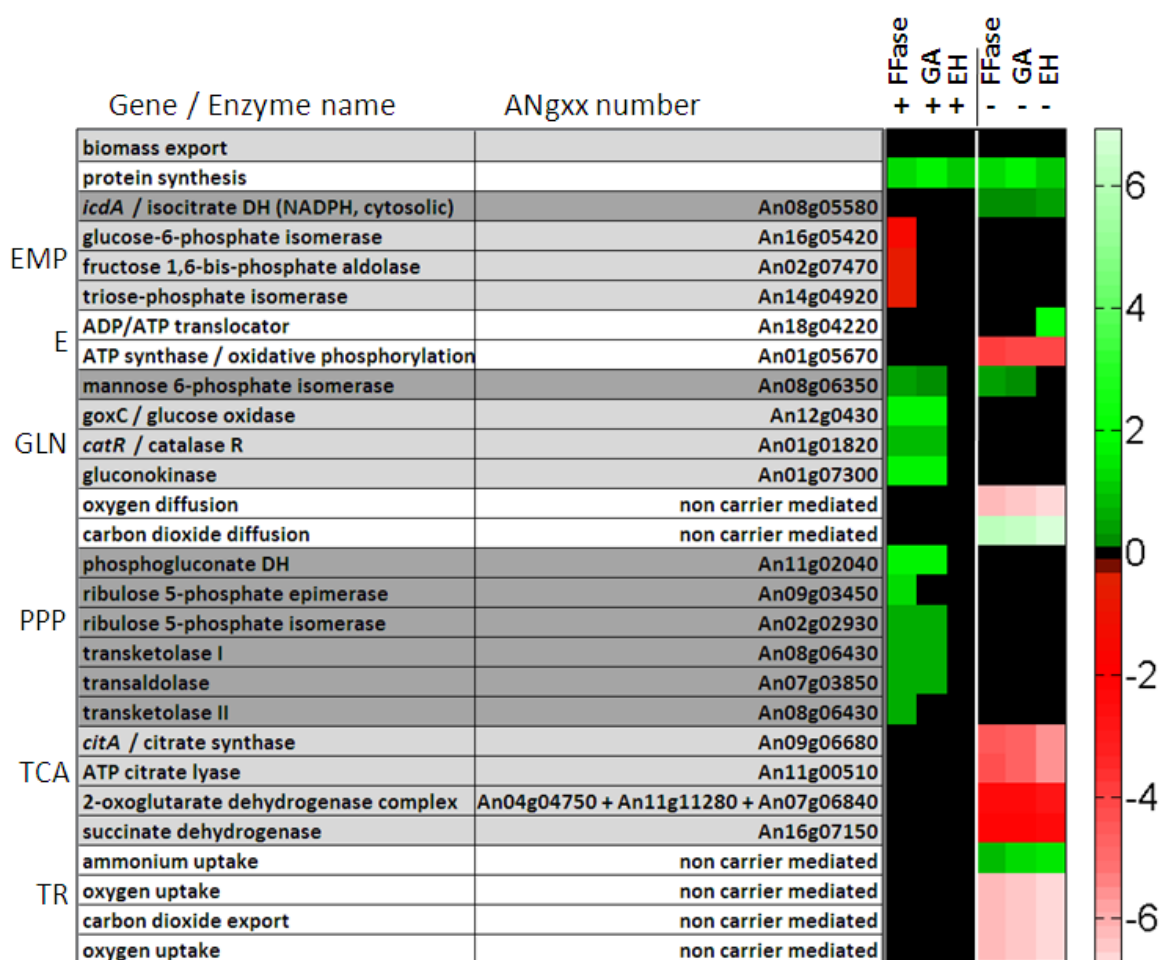 FFase GA EH FFase GA EH
Gene / Enzyme name ANgxx number + + + - - -
biomass export
protein synthesis
icdA / isocitrate DH (NADPH, cytosolic) An08g05580
glucose-6-phosphate isomerase An16g05420
EMP fructose 1,6-bis-phosphate aldolase An02g07470
triose-phosphate isomerase An14g04920
ADP/ATP translocator An18g04220
E
ATP synthase / oxidative phosphorylation An01g05670
mannose 6-phosphate isomerase An08g06350
goxC / glucose oxidase An12g0430
GLN catR / catalase R An01g01820
gluconokinase An01g07300
oxygen diffusion non carrier mediated
carbon dioxide diffusion non carrier mediated
phosphogluconate DH An11g02040
ribulose 5-phosphate epimerase An09g03450
PPP ribulose 5-phosphate isomerase An02g02930
transketolase I An08g06430
transaldolase An07g03850
transketolase II An08g06430
citA / citrate synthase An09g06680
TCA ATP citrate lyase An11g00510
2-oxoglutarate dehydrogenase complex An04g04750 + An11g11280 + An07g06840
succinate dehydrogenase An16g07150
ammonium uptake non carrier mediated
TR oxygen uptake non carrier mediated
carbon dioxide export non carrier mediated
oxygen uptake non carrier mediated
6
4
2
0
-2
-4
-6